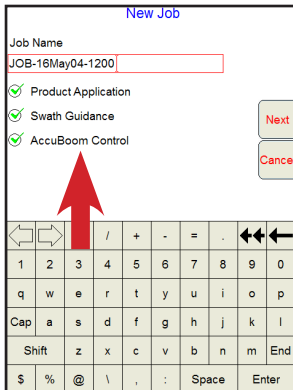 New Job
Job Name
JOB-16May04-1200
Product Application
Swath Guidance
AccuBoom Control
Next
Cancel
/ + - = .
1 2 3 4 5 6 7 8 9 0
q w e r t y u i o p
Cap a s d f g h j k l
Shift z x c v b n m End
$ % @ \ , : Space Enter